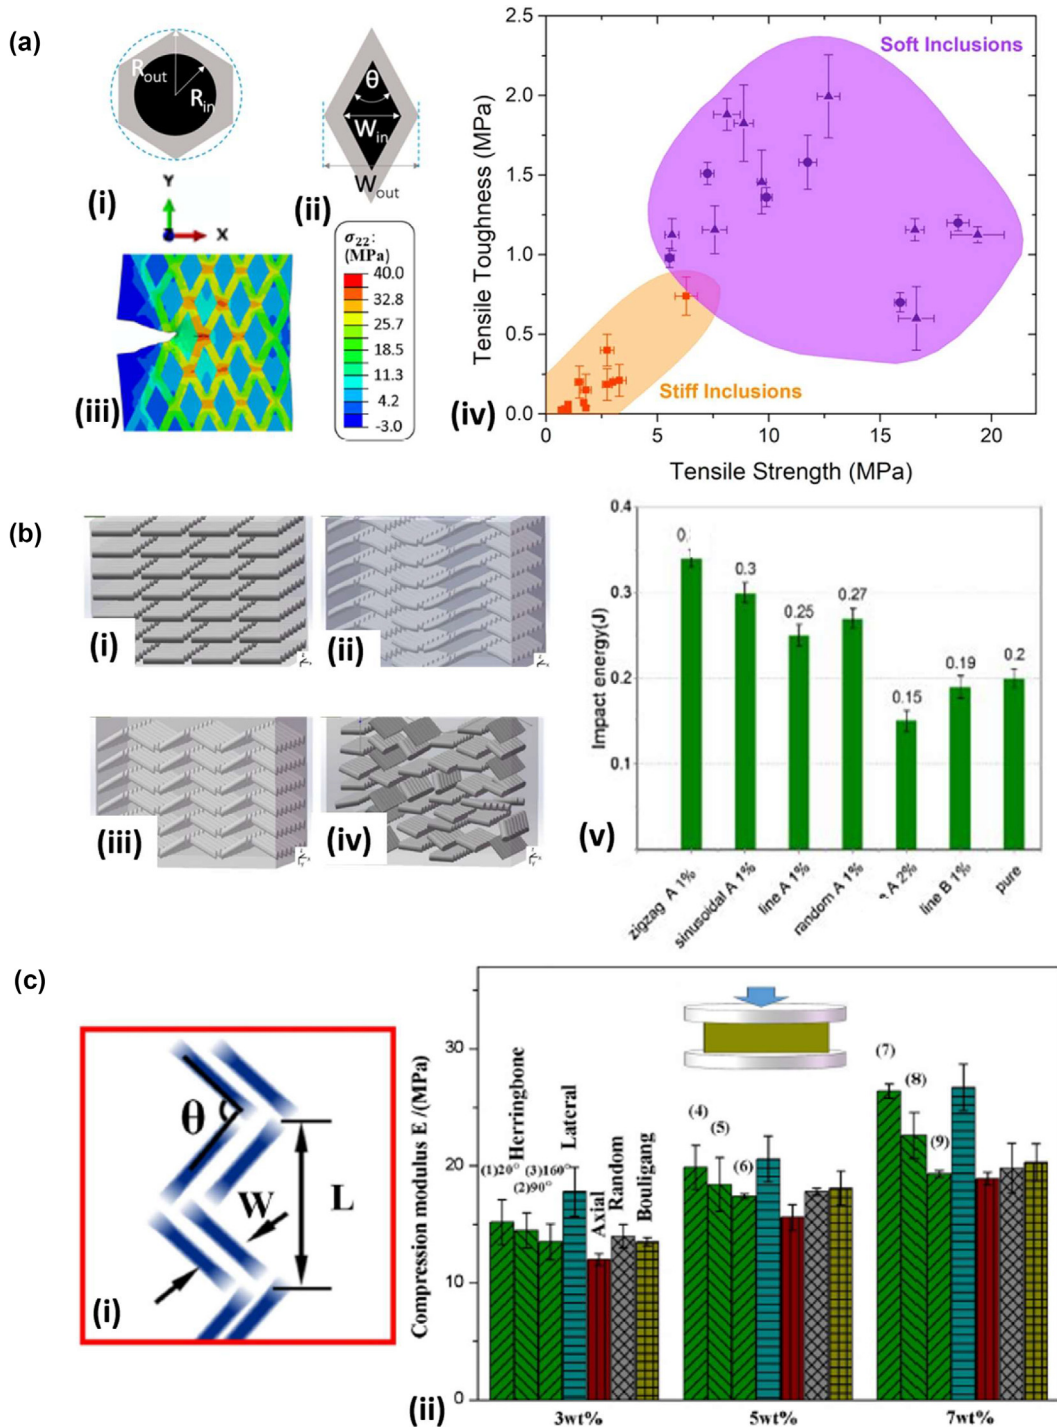 (a)
R_out
R_in
(i)
θ
W_in
W_out
(ii)
Y
X
σ₂₂:
(MPa)
40.0
32.8
25.7
18.5
11.3
4.2
-3.0
(iii)
Tensile Toughness (MPa)
2.5
2.0
1.5
1.0
0.5
0.0
Soft Inclusions
Stiff Inclusions
(iv)
0
5
10
15
20
Tensile Strength (MPa)
(b)
(i)
(ii)
(iii)
(iv)
Impact energy(J)
0.4
0.3
0.2
0.1
0.
0.3
0.25
0.27
0.15
0.19
0.2
(v)
zigzag A 1%
sinusoidal A 1%
line A 1%
random A 1%
A 2%
line B 1%
pure
(c)
θ
W
L
(i)
Compression modulus E /(MPa)
30
20
10
0
Herringbone
(1)20°
(2)90°
(3)160°
Lateral
Axial
Random
Bouligang
(4)
(5)
(6)
(7)
(8)
(9)
(ii)
3wt%
5wt%
7wt%